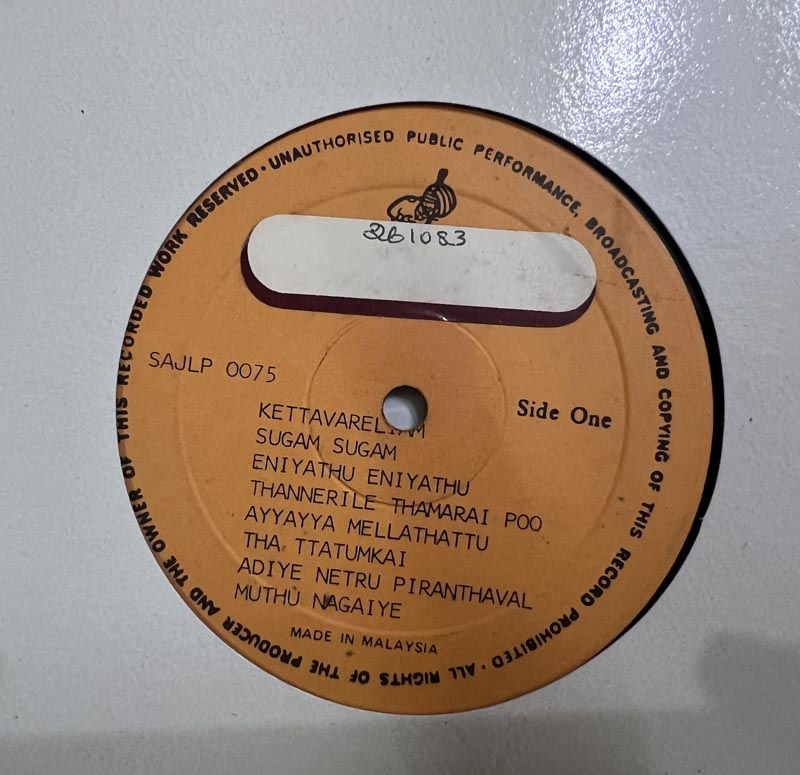 UNAUTHORISED PUBLIC PERFORMANCE, BROADCASTING AND COPYING OF THIS RECORD PROHIBITED · ALL RIGHTS OF THE PRODUCER AND THE OWNER OF THIS RECORDED WORK RESERVED ·
261083
SAJLP 0075
Side One
KETTAVARELLAM
SUGAM SUGAM
ENIYATHU ENIYATHU
THANNERILE THAMARAI POO
AYYAYYA MELLATHATTU
THA TTATUMKAI
ADIYE NETRU PIRANTHAVAL
MUTHU NAGAIYE
MADE IN MALAYSIA